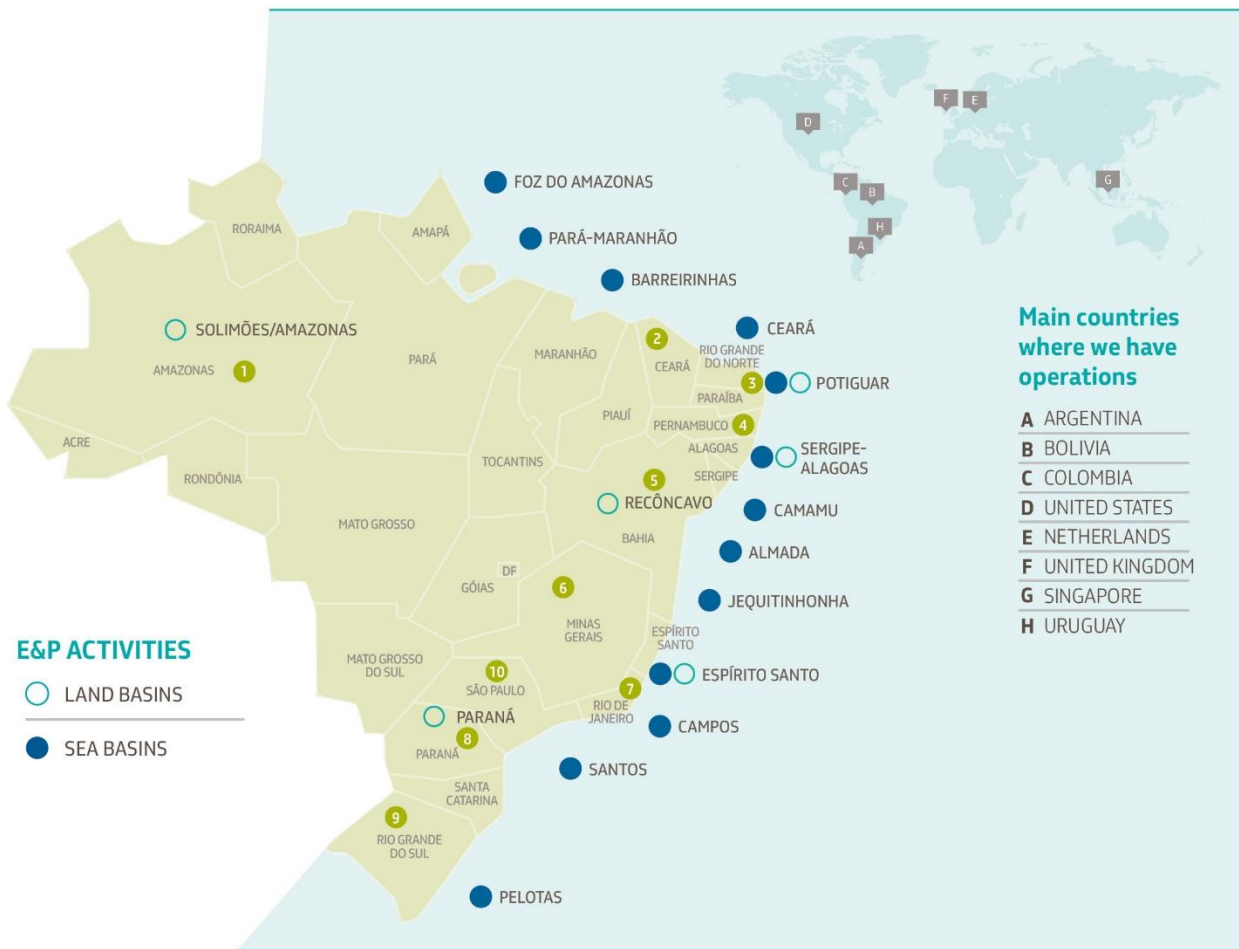 F
E
D
C
B
G
H
A
FOZ DO AMAZONAS
RORAIMA
AMAPÁ
PARÁ-MARANHÃO
BARREIRINHAS
SOLIMÕES/AMAZONAS
CEARÁ
2
RIO GRANDE
DO NORTE
MARANHÃO
PARÁ
CEARÁ
AMAZONAS
1
3
POTIGUAR
PARAÍBA
PIAUÍ
PERNAMBUCO
4
ACRE
ALAGOAS
SERGIPE-
ALAGOAS
TOCANTINS
SERGIPE
RONDÔNIA
5
RECÔNCAVO
CAMAMU
MATO GROSSO
BAHIA
ALMADA
DF
GÓIAS
6
JEQUITINHONHA
MINAS
GERAIS
ESPÍRITO
SANTO
MATO GROSSO
DO SUL
10
SÃO PAULO
7
ESPÍRITO SANTO
RIO DE
JANEIRO
PARANÁ
CAMPOS
8
PARANÁ
SANTOS
SANTA
CATARINA
9
RIO GRANDE
DO SUL
PELOTAS
Main countries
where we have
operations
A ARGENTINA
B BOLIVIA
C COLOMBIA
D UNITED STATES
E NETHERLANDS
F UNITED KINGDOM
G SINGAPORE
H URUGUAY
E&P ACTIVITIES
LAND BASINS
SEA BASINS